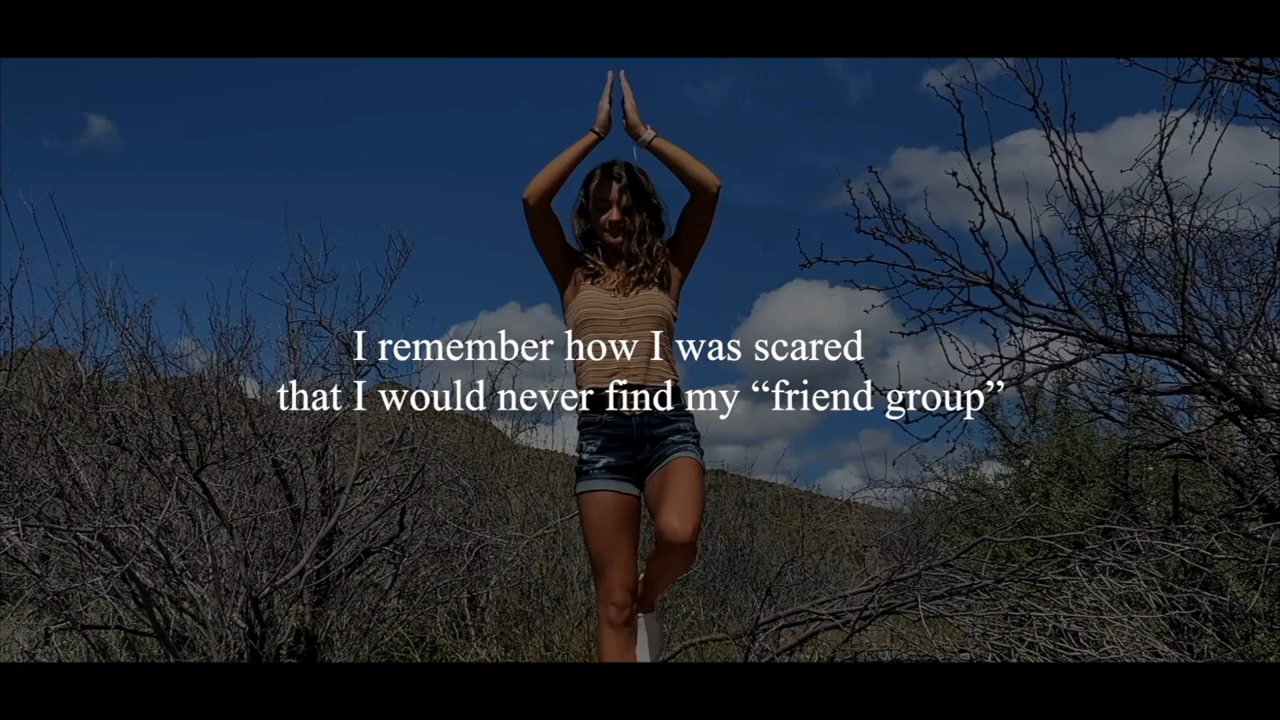 I remember how I was scared
that I would never find my “friend group”